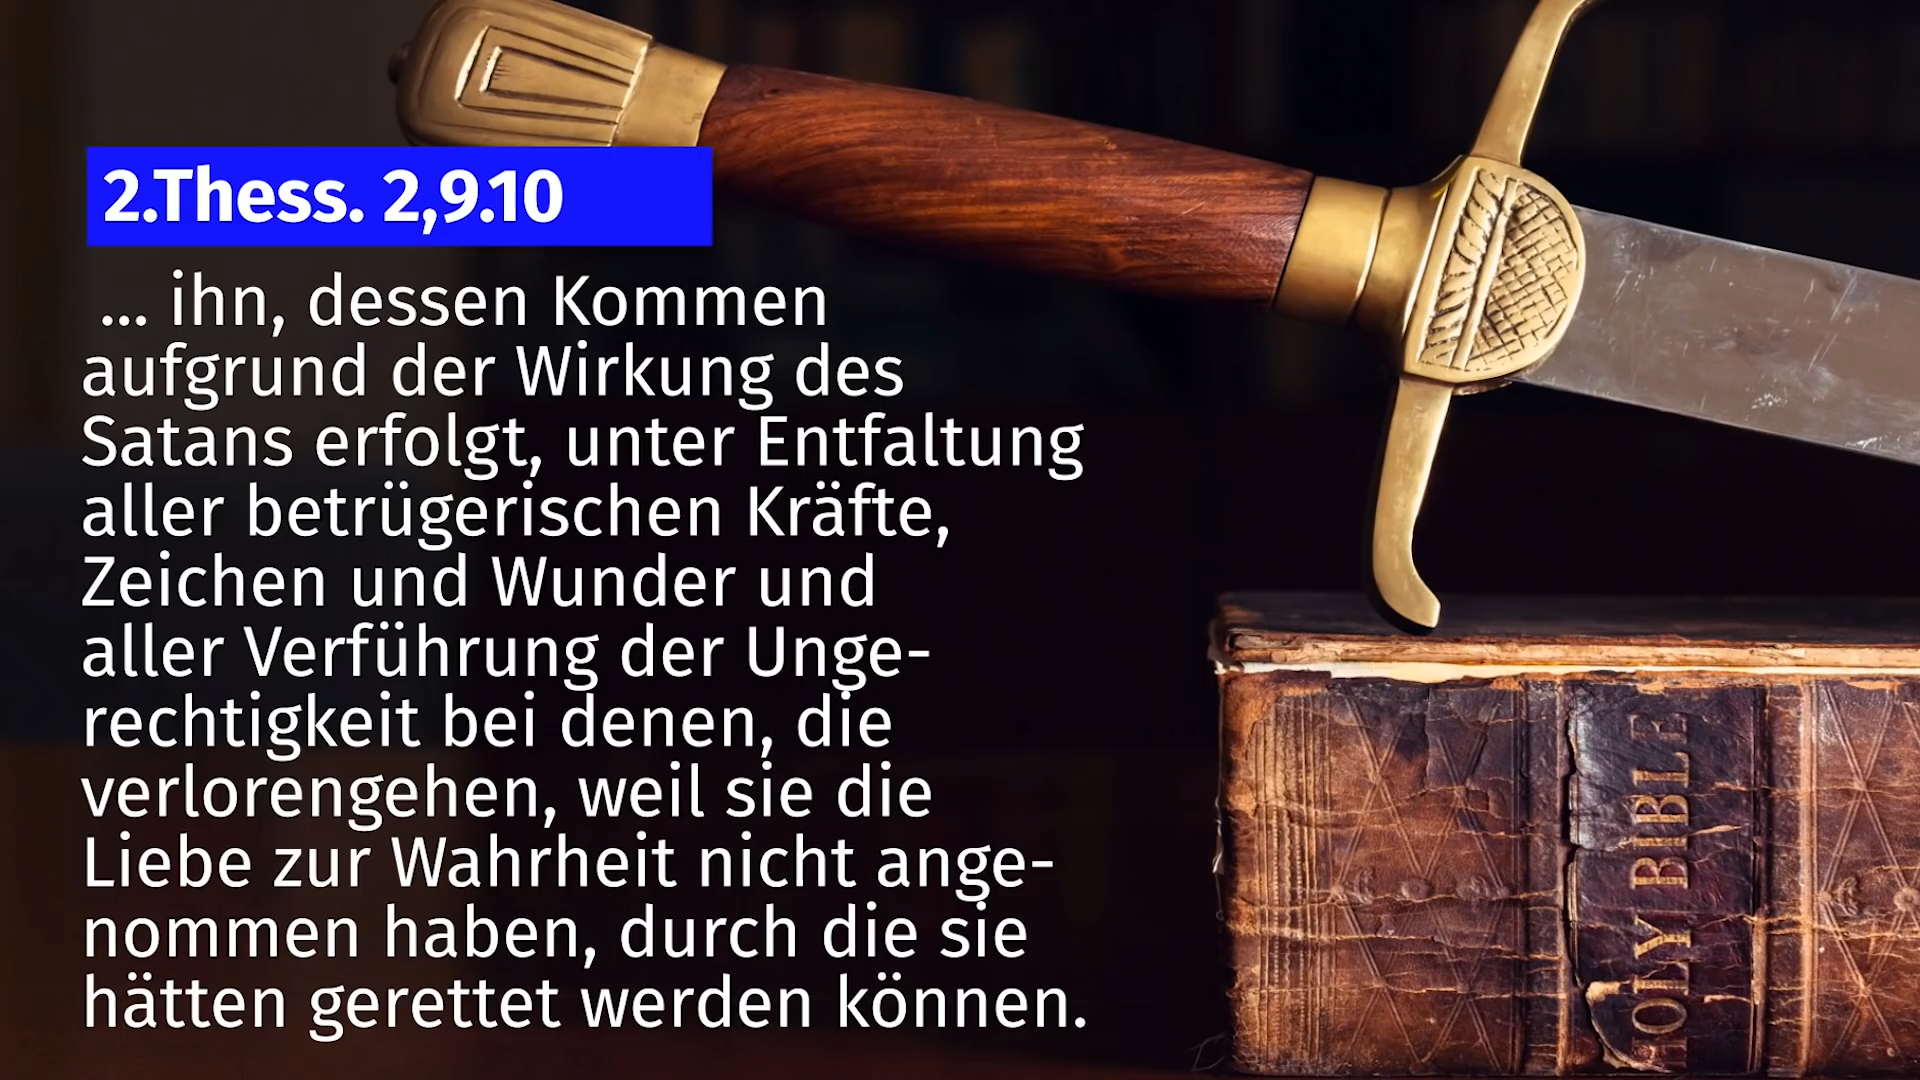 2.Thess. 2,9.10
... ihn, dessen Kommen
aufgrund der Wirkung des
Satans erfolgt, unter Entfaltung
aller betrügerischen Kräfte,
Zeichen und Wunder und
aller Verführung der Unge-
rechtigkeit bei denen, die
verlorengehen, weil sie die
Liebe zur Wahrheit nicht ange-
nommen haben, durch die sie
hätten gerettet werden können.
HOLY BIBLE